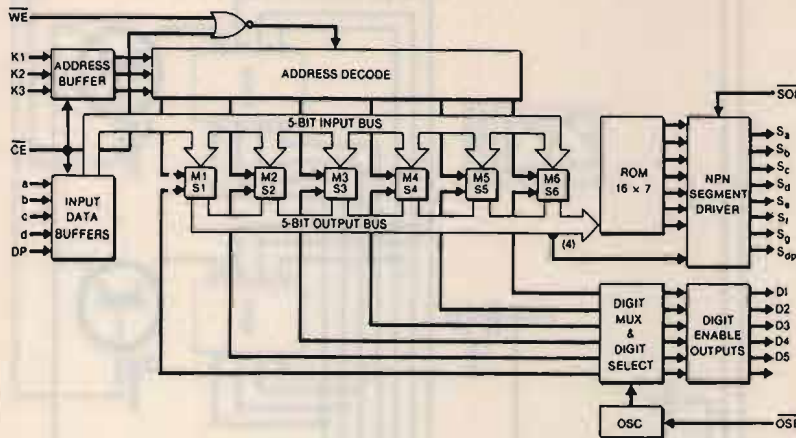 WE
K1
K2
K3
ADDRESS
BUFFER
ADDRESS DECODE
CE
5-BIT INPUT BUS
a
b
c
d
DP
INPUT
DATA
BUFFERS
M1
S1
M2
S2
M3
S3
M4
S4
M5
S5
M6
S6
5-BIT OUTPUT BUS
(4)
ROM
16 × 7
NPN
SEGMENT
DRIVER
Sa
Sb
Sc
Sd
Se
Sf
Sg
Sdp
DIGIT
MUX
&
DIGIT
SELECT
DIGIT
ENABLE
OUTPUTS
D1
D2
D3
D4
D5
OSC